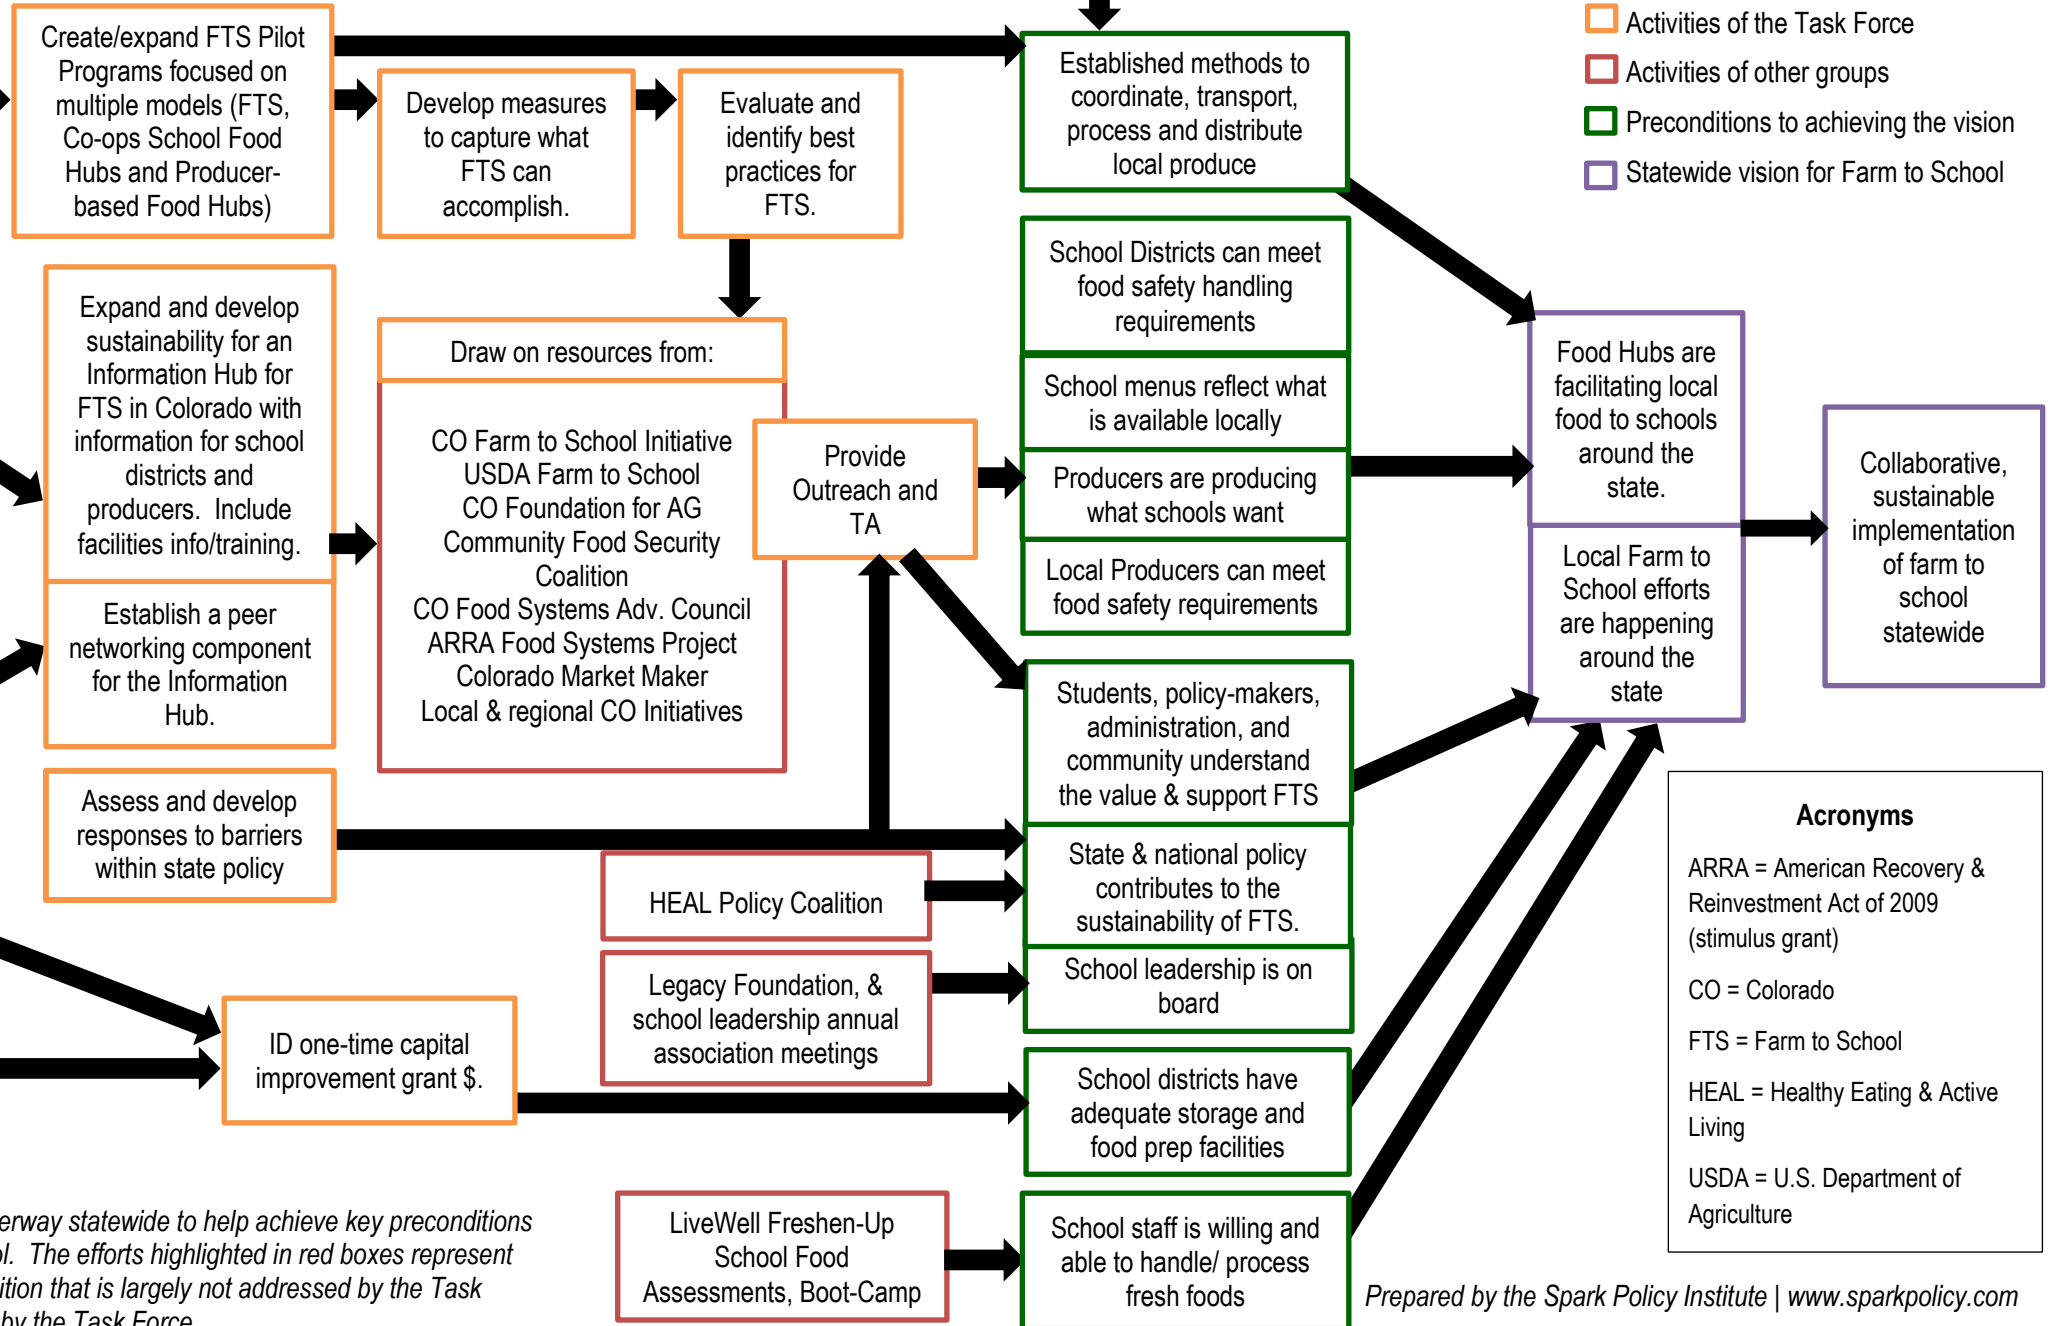 Create/expand FTS Pilot
Programs focused on
multiple models (FTS,
Co-ops School Food
Hubs and Producer-
based Food Hubs)
Develop measures
to capture what
FTS can
accomplish.
Evaluate and
identify best
practices for
FTS.
Established methods to
coordinate, transport,
process and distribute
local produce
Activities of the Task Force
Activities of other groups
Preconditions to achieving the vision
Statewide vision for Farm to School
Expand and develop
sustainability for an
Information Hub for
FTS in Colorado with
information for school
districts and
producers.  Include
facilities info/training.
Establish a peer
networking component
for the Information
Hub.
Draw on resources from:
CO Farm to School Initiative
USDA Farm to School
CO Foundation for AG
Community Food Security
Coalition
CO Food Systems Adv. Council
ARRA Food Systems Project
Colorado Market Maker
Local & regional CO Initiatives
Provide
Outreach and
TA
School Districts can meet
food safety handling
requirements
School menus reflect what
is available locally
Producers are producing
what schools want
Local Producers can meet
food safety requirements
Food Hubs are
facilitating local
food to schools
around the
state.
Local Farm to
School efforts
are happening
around the
state
Collaborative,
sustainable
implementation
of farm to
school
statewide
Students, policy-makers,
administration, and
community understand
the value & support FTS
State & national policy
contributes to the
sustainability of FTS.
School leadership is on
board
Assess and develop
responses to barriers
within state policy
HEAL Policy Coalition
Legacy Foundation, &
school leadership annual
association meetings
ID one-time capital
improvement grant $.
School districts have
adequate storage and
food prep facilities
LiveWell Freshen-Up
School Food
Assessments, Boot-Camp
School staff is willing and
able to handle/ process
fresh foods
Acronyms
ARRA = American Recovery &
Reinvestment Act of 2009
(stimulus grant)
CO = Colorado
FTS = Farm to School
HEAL = Healthy Eating & Active
Living
USDA = U.S. Department of
Agriculture
erway statewide to help achieve key preconditions
ol.  The efforts highlighted in red boxes represent
ition that is largely not addressed by the Task
by the Task Force
Prepared by the Spark Policy Institute | www.sparkpolicy.com